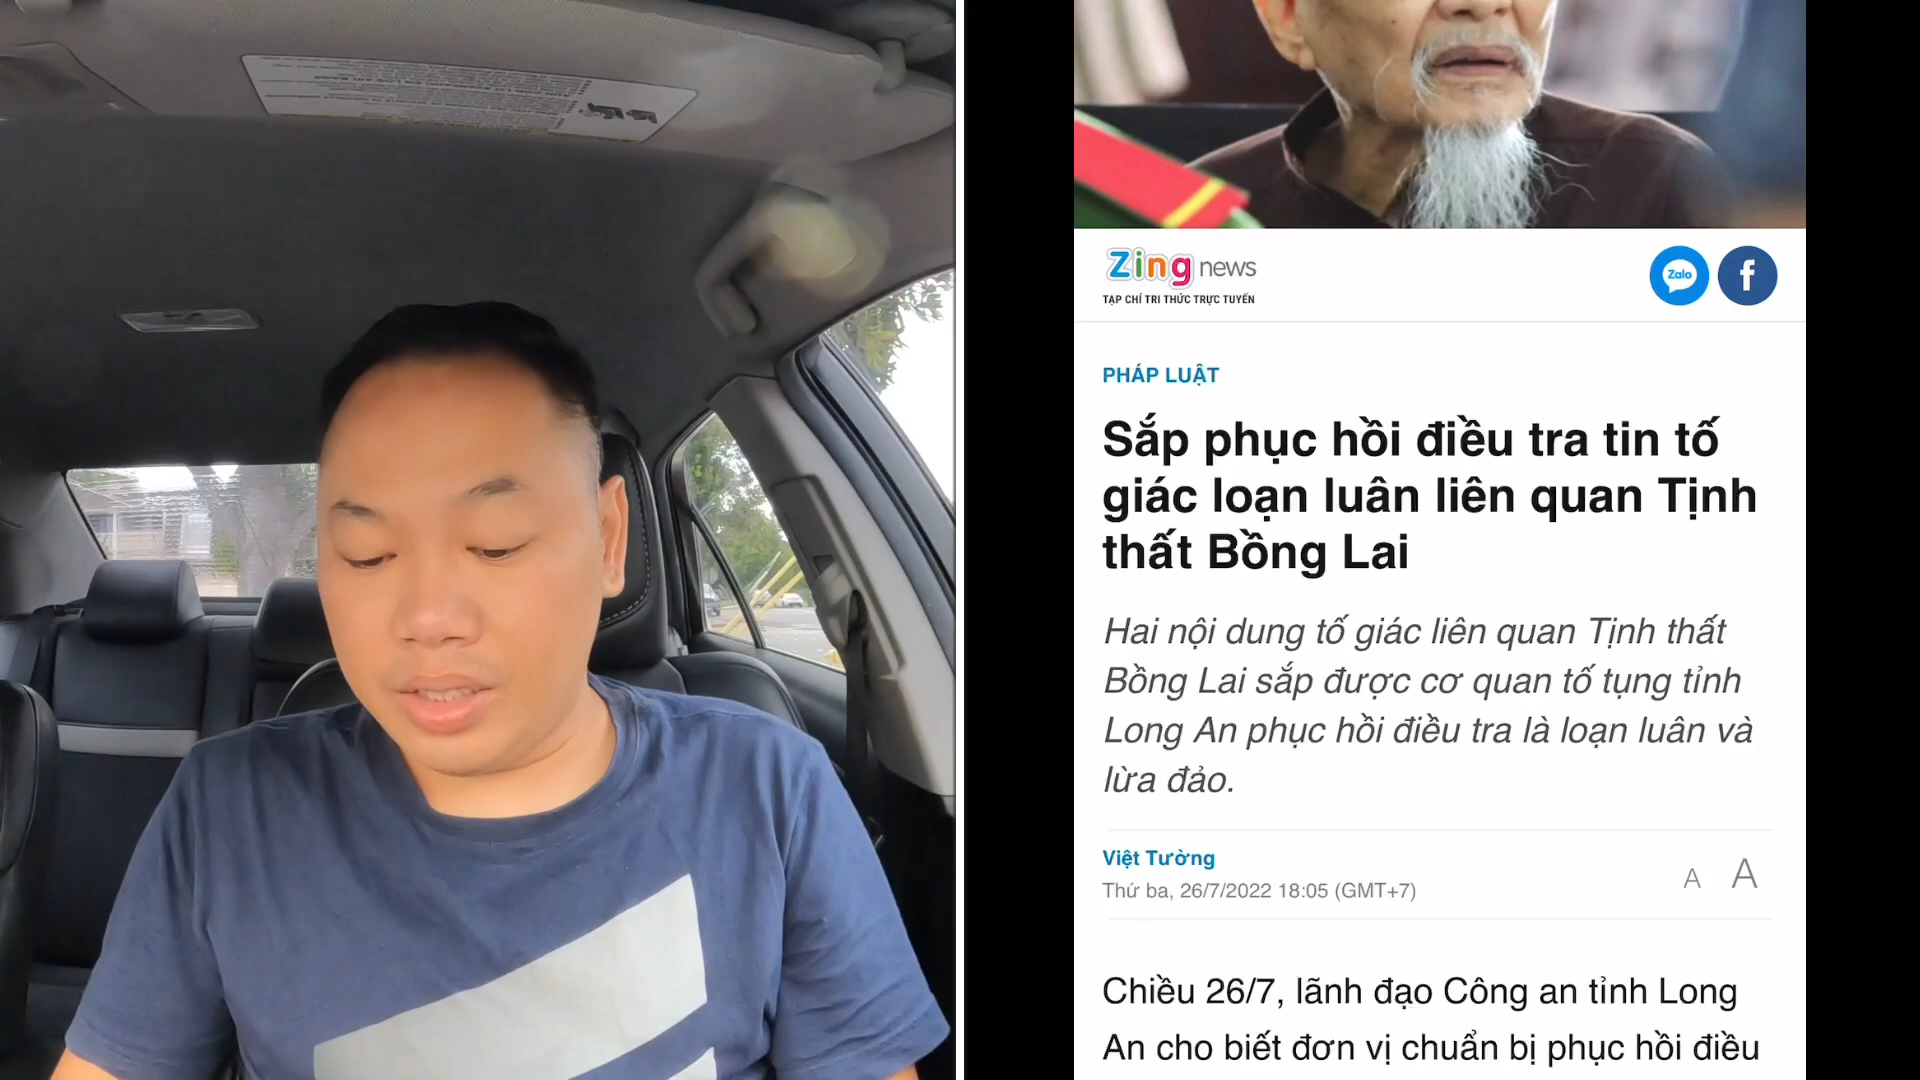 Zing news
TẠP CHÍ TRI THỨC TRỰC TUYẾN
Zalo
f
PHÁP LUẬT
Sắp phục hồi điều tra tin tố
giác loạn luân liên quan Tịnh
thất Bồng Lai
Hai nội dung tố giác liên quan Tịnh thất
Bồng Lai sắp được cơ quan tố tụng tỉnh
Long An phục hồi điều tra là loạn luân và
lừa đảo.
Việt Tường
Thứ ba, 26/7/2022 18:05 (GMT+7)
A A
Chiều 26/7, lãnh đạo Công an tỉnh Long
An cho biết đơn vị chuẩn bị phục hồi điều